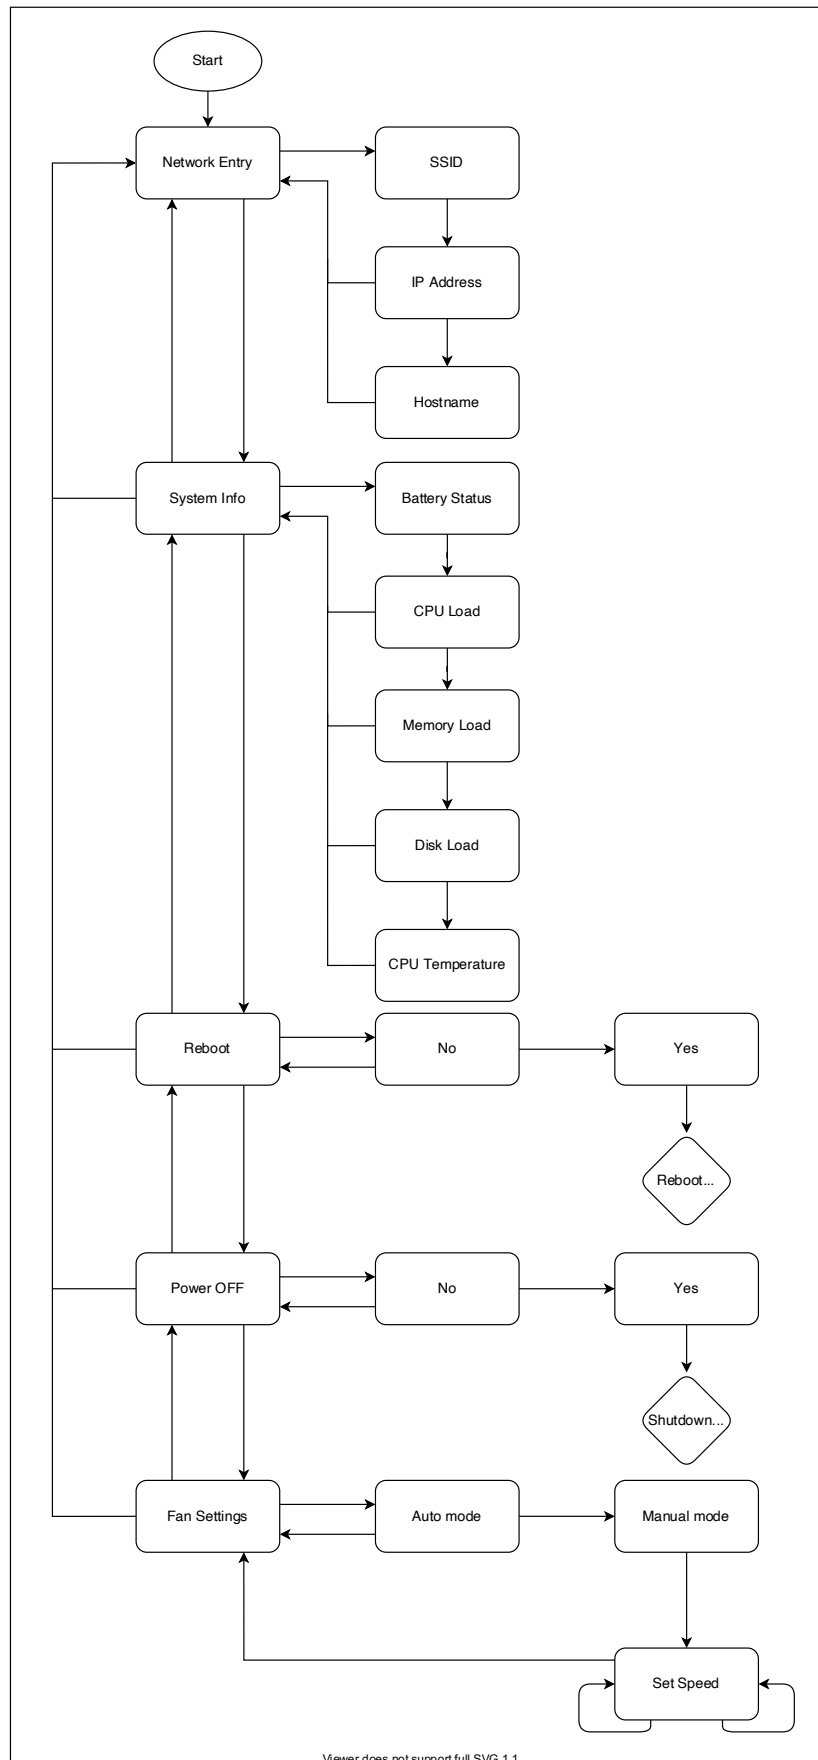 Start
Network Entry
SSID
IP Address
Hostname
System Info
Battery Status
CPU Load
Memory Load
Disk Load
CPU Temperature
Reboot
No
Yes
Reboot...
Power OFF
No
Yes
Shutdown...
Fan Settings
Auto mode
Manual mode
Set Speed
Viewer does not support full SVG 1.1